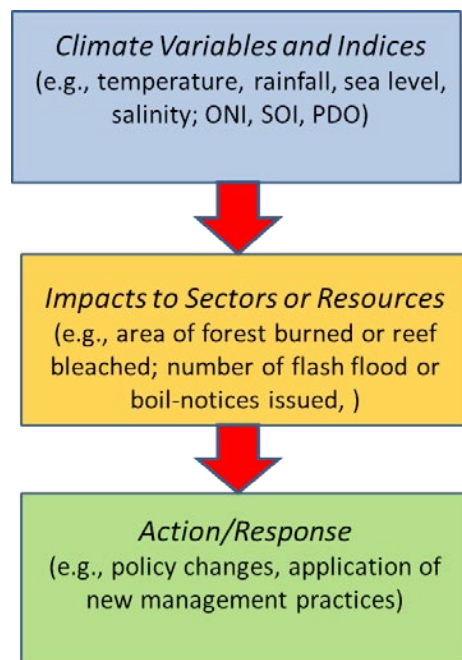 Climate Variables and Indices
(e.g., temperature, rainfall, sea level,
salinity; ONI, SOI, PDO)
Impacts to Sectors or Resources
(e.g., area of forest burned or reef
bleached; number of flash flood or
boil-notices issued, )
Action/Response
(e.g., policy changes, application of
new management practices)